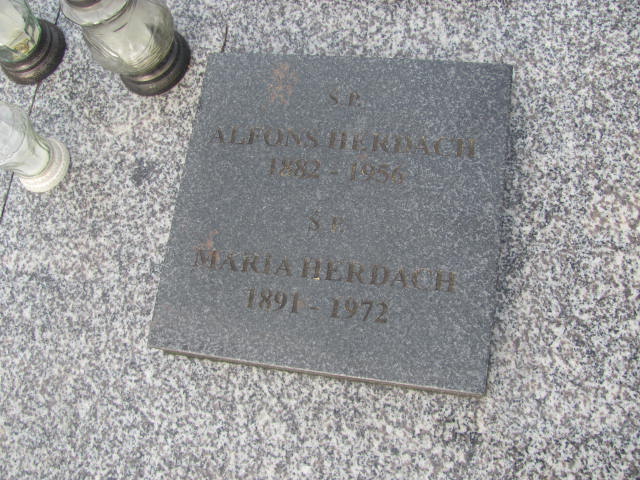 S.P.
ALFONS HERDACH
1882 - 1956
S.P.
MARIA HERDACH
1891 - 1972